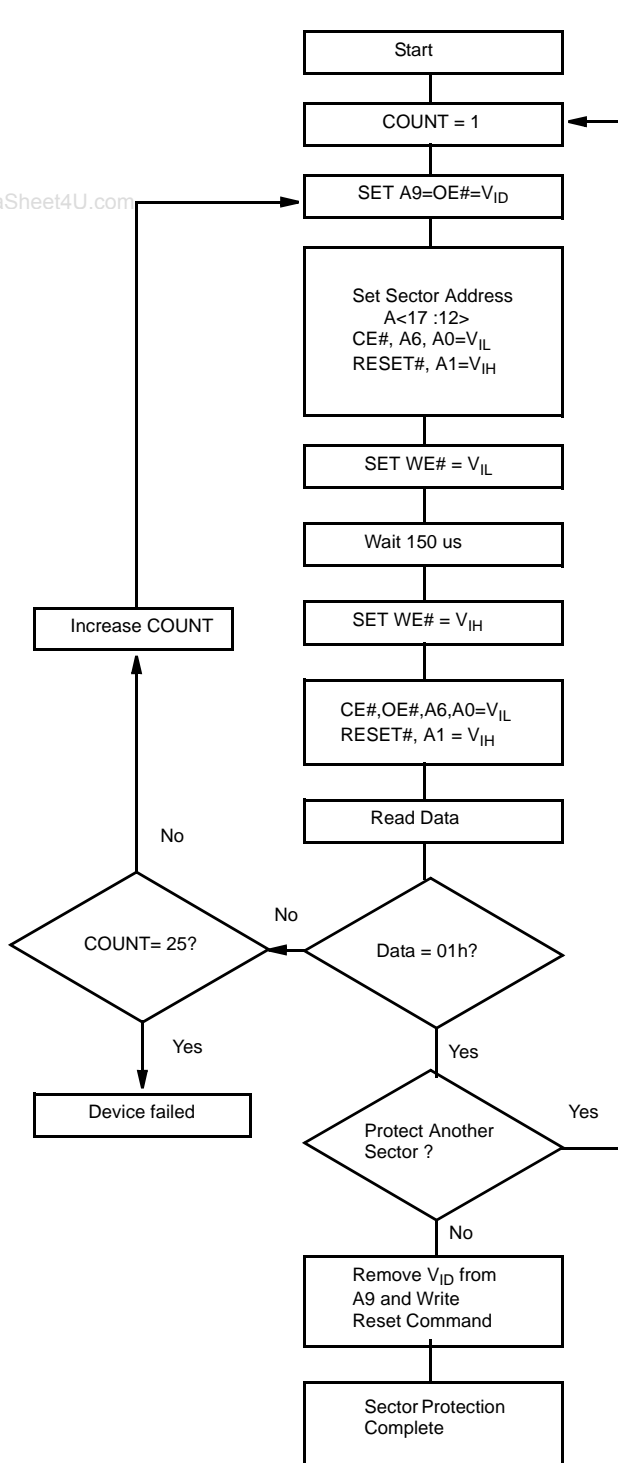 Start
COUNT = 1
aSheet4U.com
SET A9=OE#=VID
Set Sector Address
A<17 :12>
CE#, A6, A0=VIL
RESET#, A1=VIH
SET WE# = VIL
Wait 150 us
SET WE# = VIH
Increase COUNT
CE#,OE#,A6,A0=VIL
RESET#, A1 = VIH
Read Data
No
No
COUNT= 25?
Data = 01h?
Yes
Yes
Device failed
Yes
Protect Another
Sector ?
No
Remove VID from
A9 and Write
Reset Command
Sector Protection
Complete